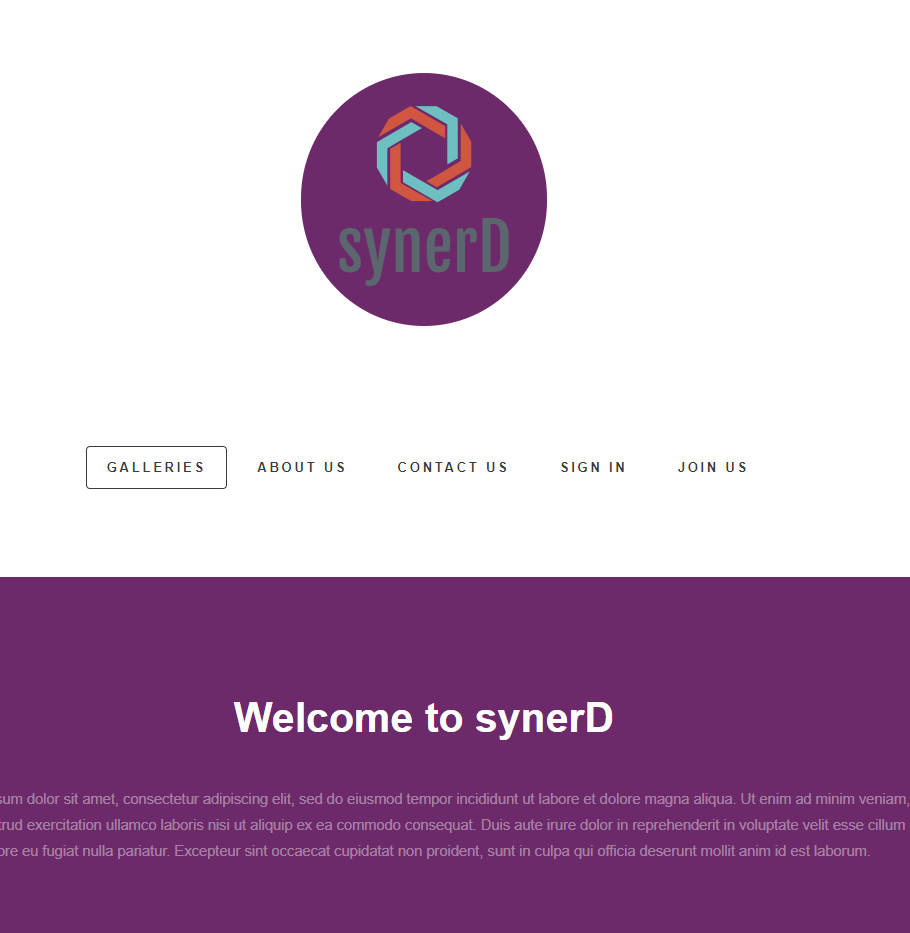 synerD
GALLERIES ABOUT US CONTACT US SIGN IN JOIN US
Welcome to synerD
dolor sit amet, consectetur adipiscing elit, sed do eiusmod tempor incididunt ut labore et dolore magna aliqua. Ut enim ad minim veniam,
exercitation ullamco laboris nisi ut aliquip ex ea commodo consequat. Duis aute irure dolor in reprehenderit in voluptate velit esse cillum
eu fugiat nulla pariatur. Excepteur sint occaecat cupidatat non proident, sunt in culpa qui officia deserunt mollit anim id est laborum.